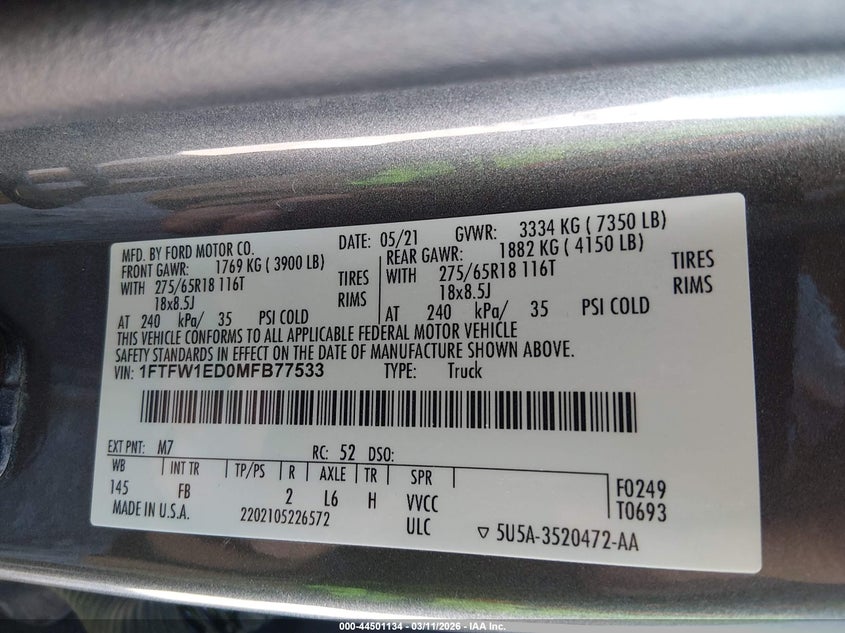 MFD. BY FORD MOTOR CO. DATE: 05/21 GVWR: 3334 KG ( 7350 LB)
FRONT GAWR: 1769 KG ( 3900 LB) REAR GAWR: 1882 KG ( 4150 LB)
WITH 275/65R18 116T TIRES WITH 275/65R18 116T TIRES
18x8.5J RIMS 18x8.5J RIMS
AT 240 kPa/ 35 PSI COLD AT 240 kPa/ 35 PSI COLD
THIS VEHICLE CONFORMS TO ALL APPLICABLE FEDERAL MOTOR VEHICLE
SAFETY STANDARDS IN EFFECT ON THE DATE OF MANUFACTURE SHOWN ABOVE.
VIN: 1FTFW1ED0MFB77533 TYPE: Truck
EXT PNT: M7 RC: 52 DSO:
WB INT TR TP/PS R AXLE TR SPR
145 FB 2 L6 H VVCC F0249
MADE IN U.S.A. 2202105226572 ULC T0693
5U5A-3520472-AA
000-44501134 - 03/11/2026 - IAA Inc.